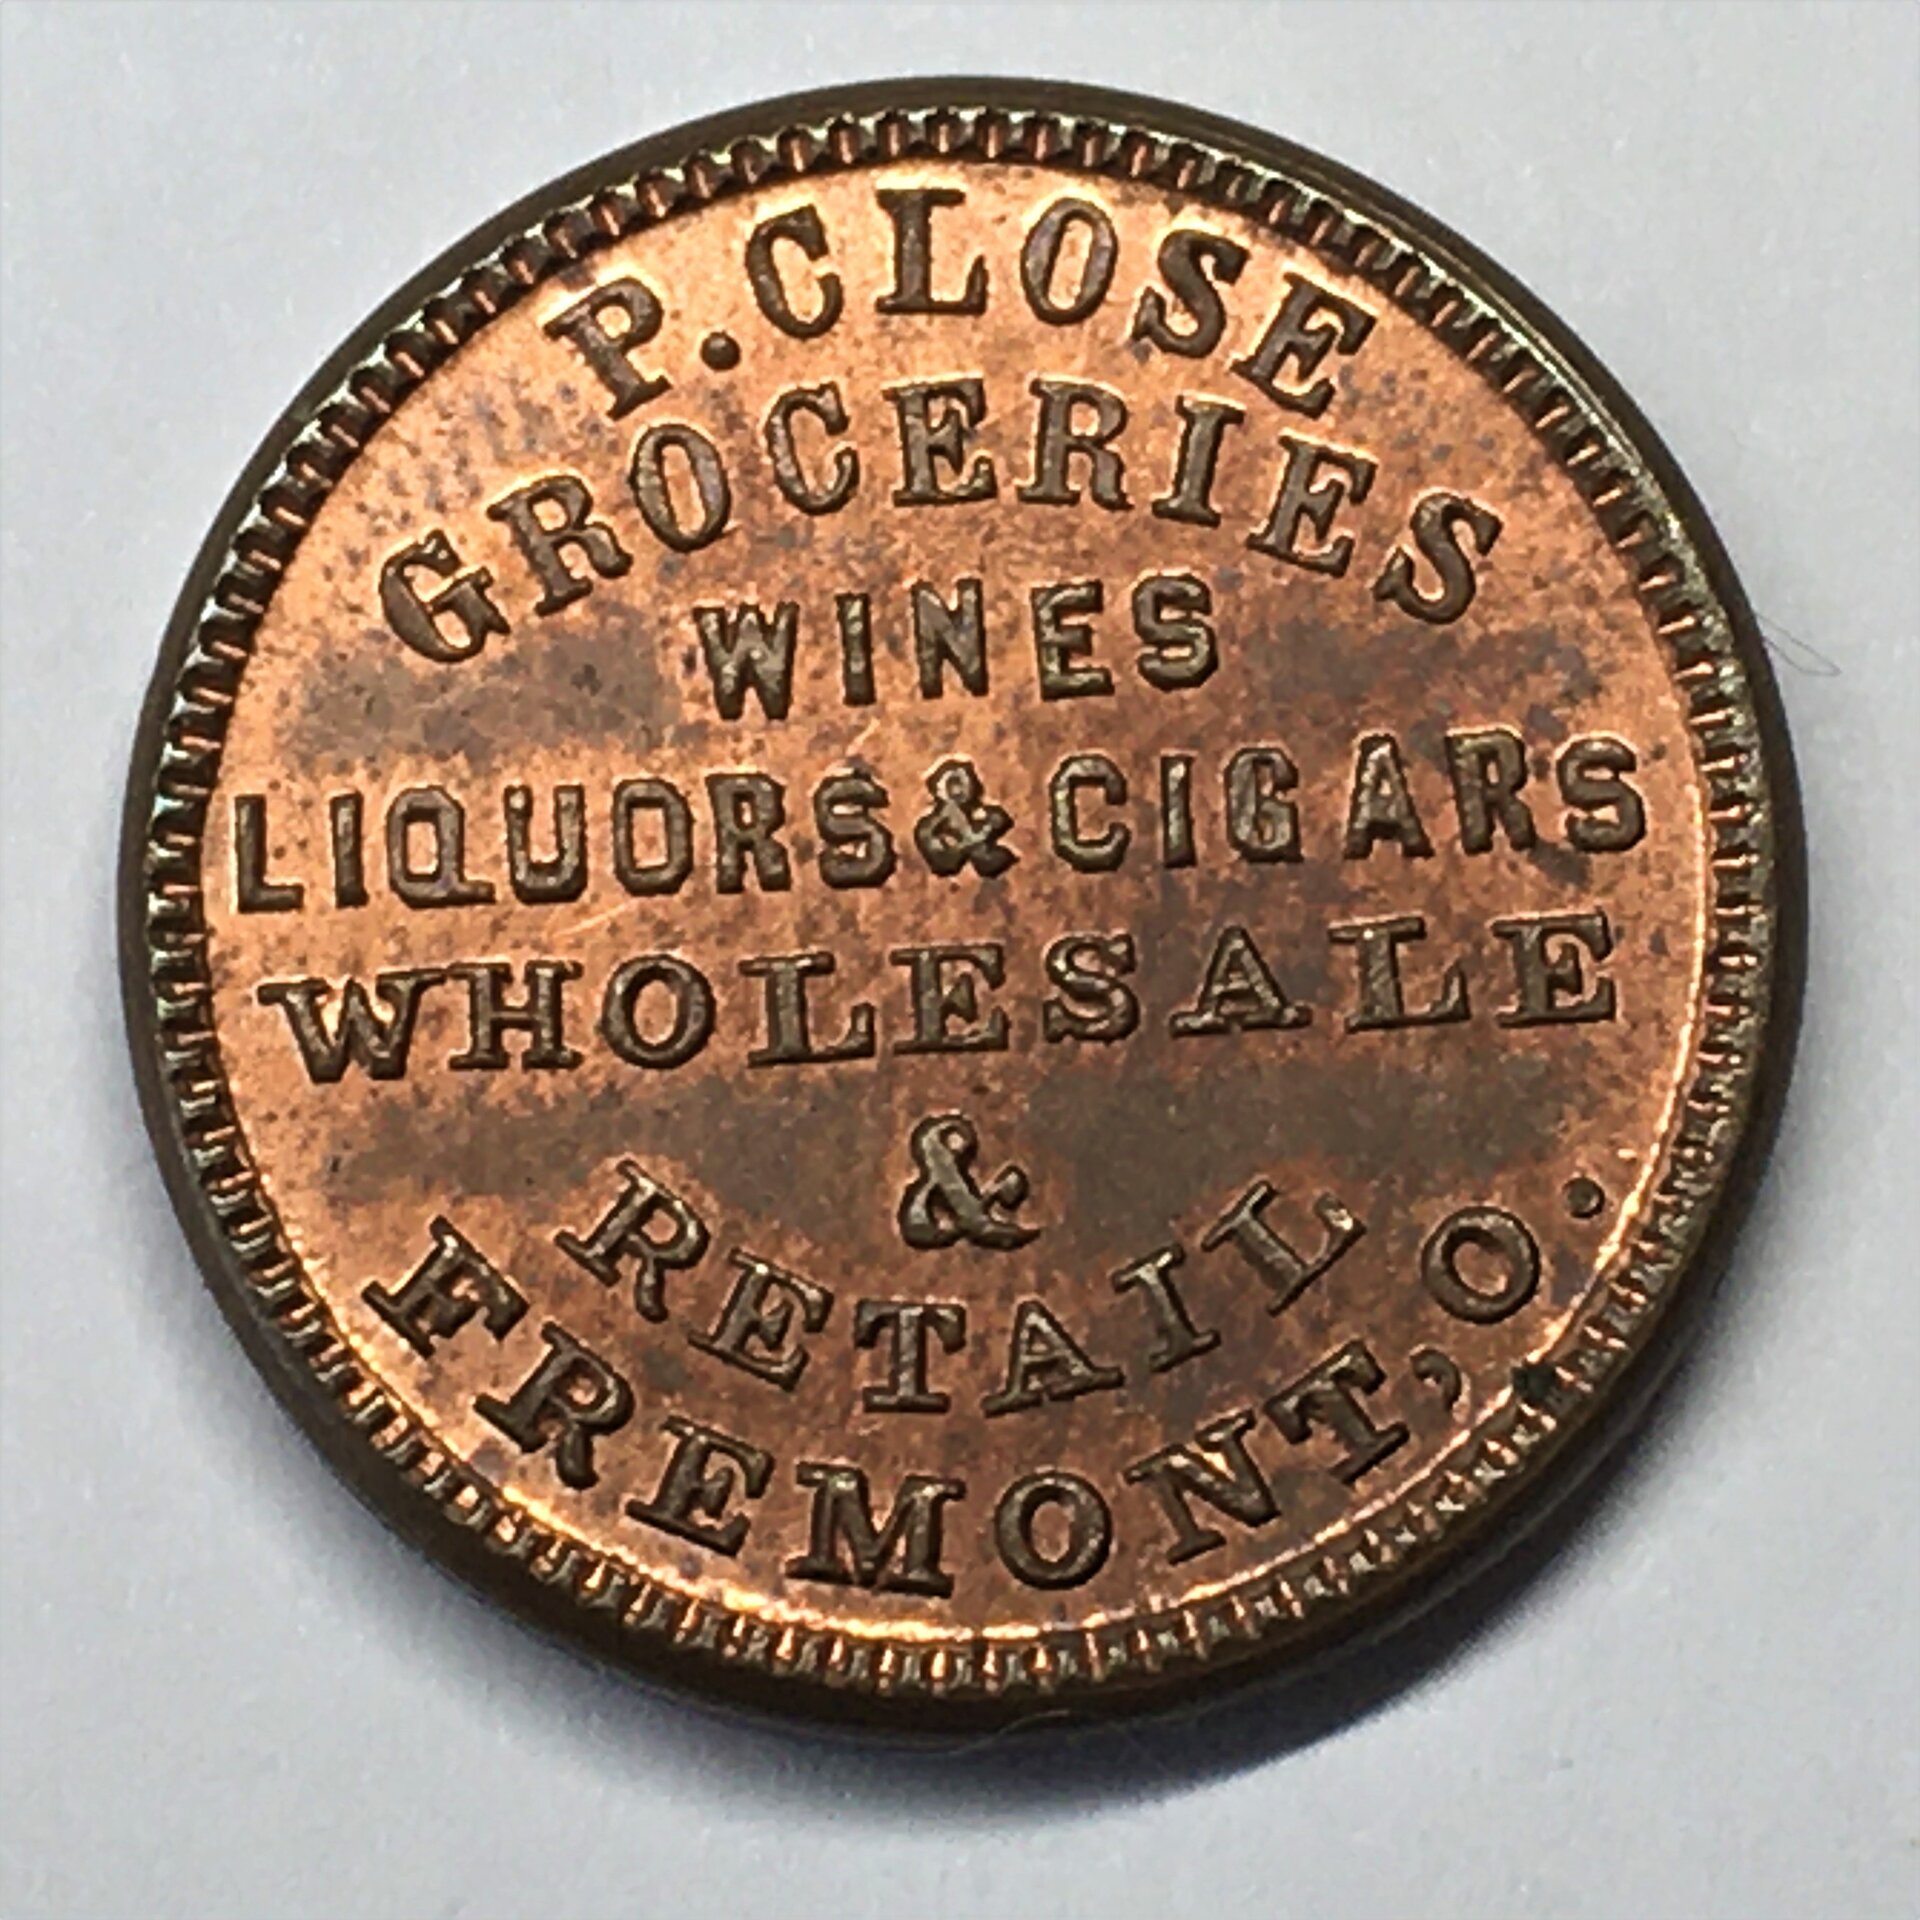 P. CLOSE
GROCERIES
WINES
LIQUORS & CIGARS
WHOLESALE
&
RETAIL
FREMONT, O.